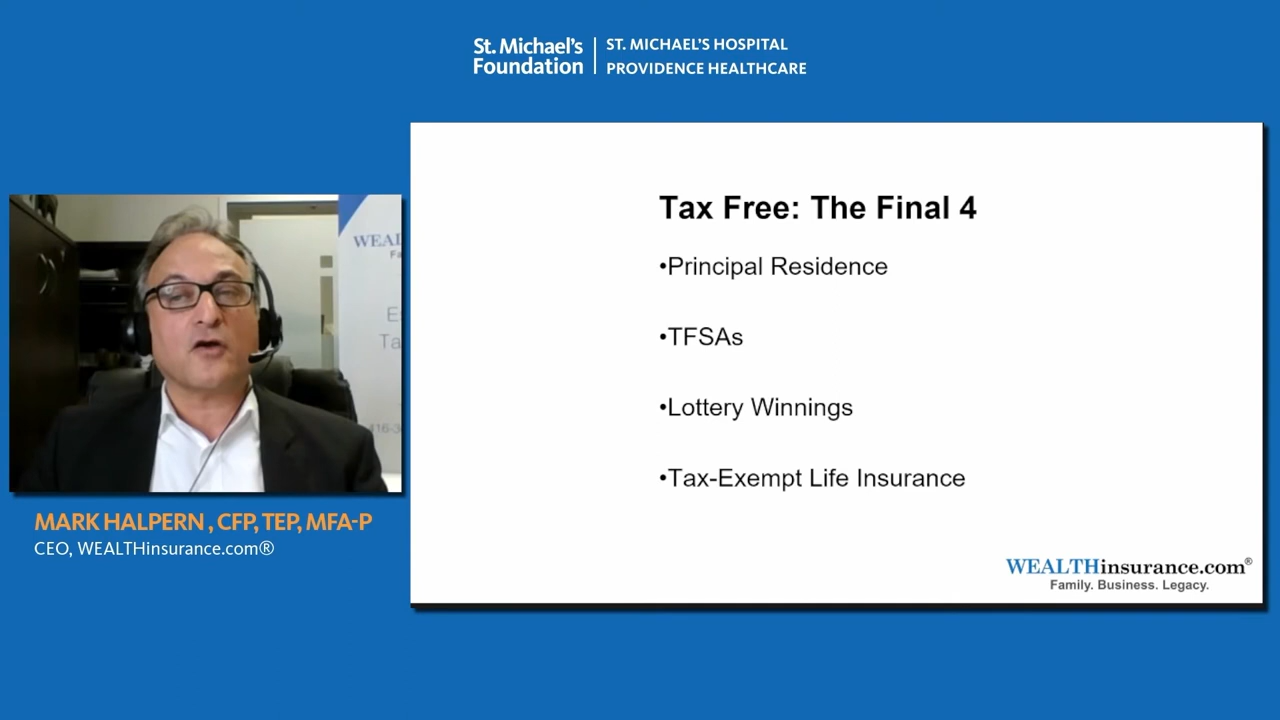 St. Michael's
Foundation
ST. MICHAEL'S HOSPITAL
PROVIDENCE HEALTHCARE
Tax Free: The Final 4
•Principal Residence
•TFSAs
•Lottery Winnings
•Tax-Exempt Life Insurance
WEALTHinsurance.com®
Family. Business. Legacy.
MARK HALPERN , CFP, TEP, MFA-P
CEO, WEALTHinsurance.com®